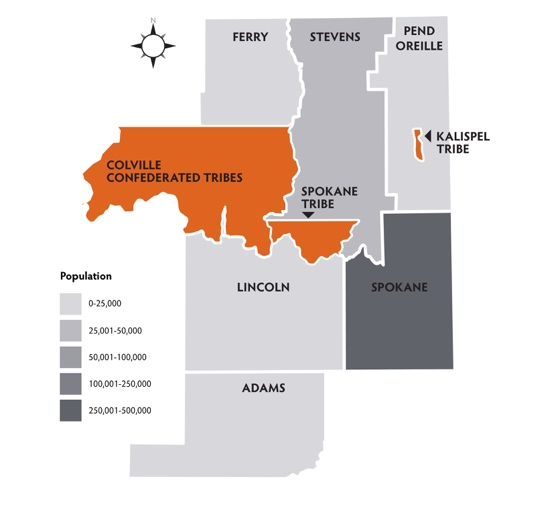 N
FERRY
STEVENS
PEND
OREILLE
KALISPEL
TRIBE
COLVILLE
CONFEDERATED TRIBES
SPOKANE
TRIBE
Population
0-25,000
25,001-50,000
50,001-100,000
100,001-250,000
250,001-500,000
LINCOLN
SPOKANE
ADAMS